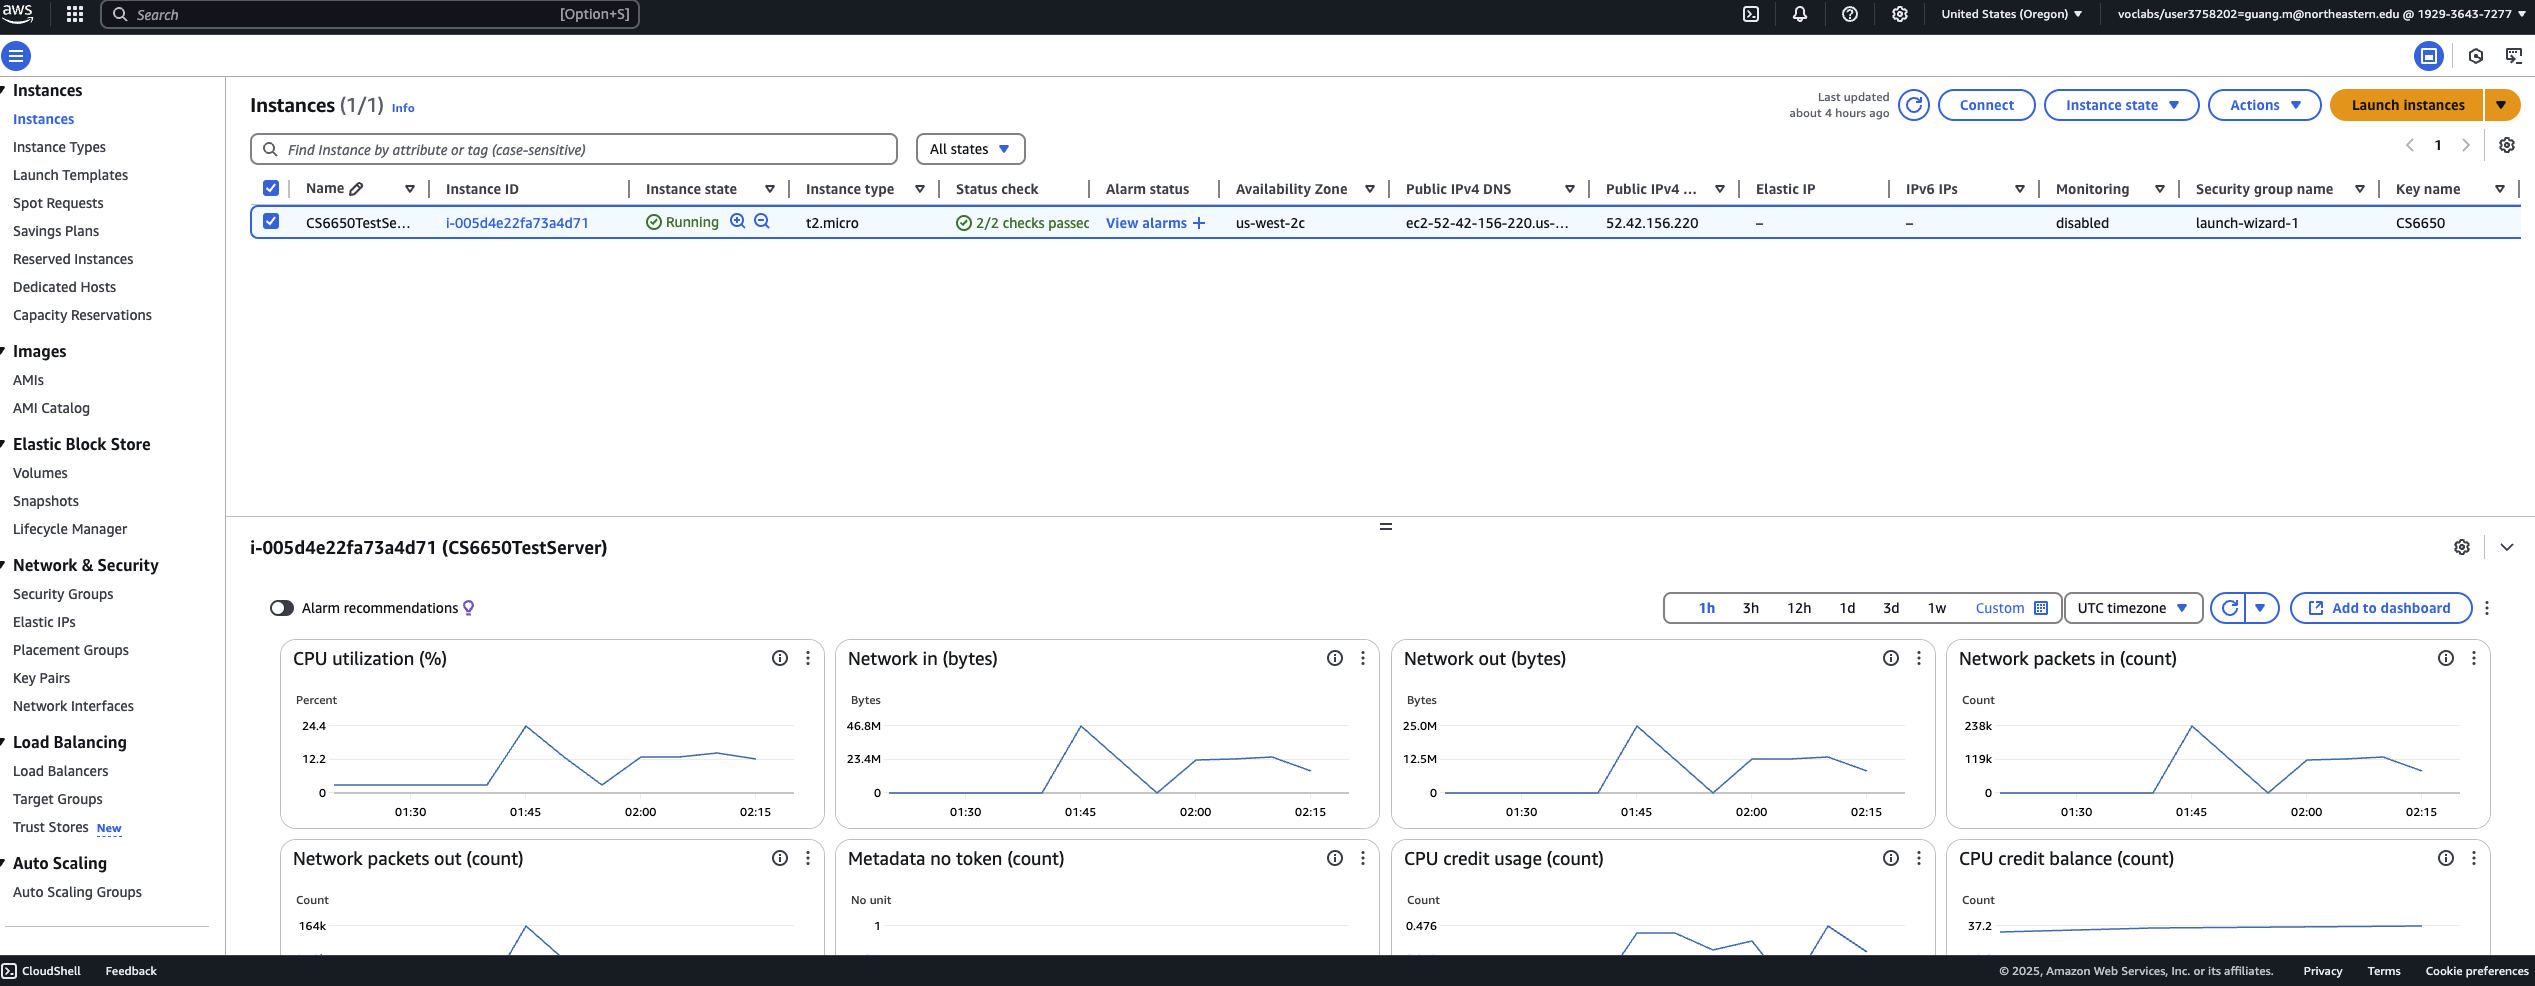 aws Search [Option+S] United States (Oregon) voclabs/user3758202=guang.m@northeastern.edu @ 1929-3643-7277
Instances
Instances
Instance Types
Launch Templates
Spot Requests
Savings Plans
Reserved Instances
Dedicated Hosts
Capacity Reservations
Images
AMIs
AMI Catalog
Elastic Block Store
Volumes
Snapshots
Lifecycle Manager
Network & Security
Security Groups
Elastic IPs
Placement Groups
Key Pairs
Network Interfaces
Load Balancing
Load Balancers
Target Groups
Trust Stores New
Auto Scaling
Auto Scaling Groups
Instances (1/1) Info
Last updated
about 4 hours ago
Connect Instance state Actions Launch instances
Find Instance by attribute or tag (case-sensitive) All states 1
Name Instance ID Instance state Instance type Status check Alarm status Availability Zone Public IPv4 DNS Public IPv4 ... Elastic IP IPv6 IPs Monitoring Security group name Key name
CS6650TestSe... i-005d4e22fa73a4d71 Running t2.micro 2/2 checks passed View alarms + us-west-2c ec2-52-42-156-220.us-... 52.42.156.220 – – disabled launch-wizard-1 CS6650
i-005d4e22fa73a4d71 (CS6650TestServer)
Alarm recommendations 1h 3h 12h 1d 3d 1w Custom UTC timezone Add to dashboard
CPU utilization (%)
Percent
24.4
12.2
0
01:30 01:45 02:00 02:15
Network in (bytes)
Bytes
46.8M
23.4M
0
01:30 01:45 02:00 02:15
Network out (bytes)
Bytes
25.0M
12.5M
0
01:30 01:45 02:00 02:15
Network packets in (count)
Count
238k
119k
0
01:30 01:45 02:00 02:15
Network packets out (count)
Count
164k
Metadata no token (count)
No unit
1
CPU credit usage (count)
Count
0.476
CPU credit balance (count)
Count
37.2
CloudShell Feedback © 2025, Amazon Web Services, Inc. or its affiliates. Privacy Terms Cookie preferences